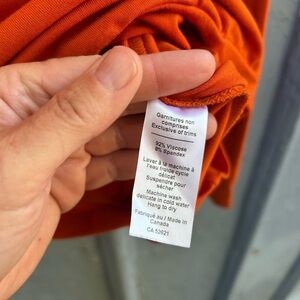 Garnitures non
comprises
Exclusive of trims
92% Viscose
8% Spandex
Laver à la machine à
l'eau froide cycle
délicat
Suspendre pour
sécher
Machine wash
delicate in cold water
Hang to dry
Fabriqué au / Made in
Canada
CA 52621